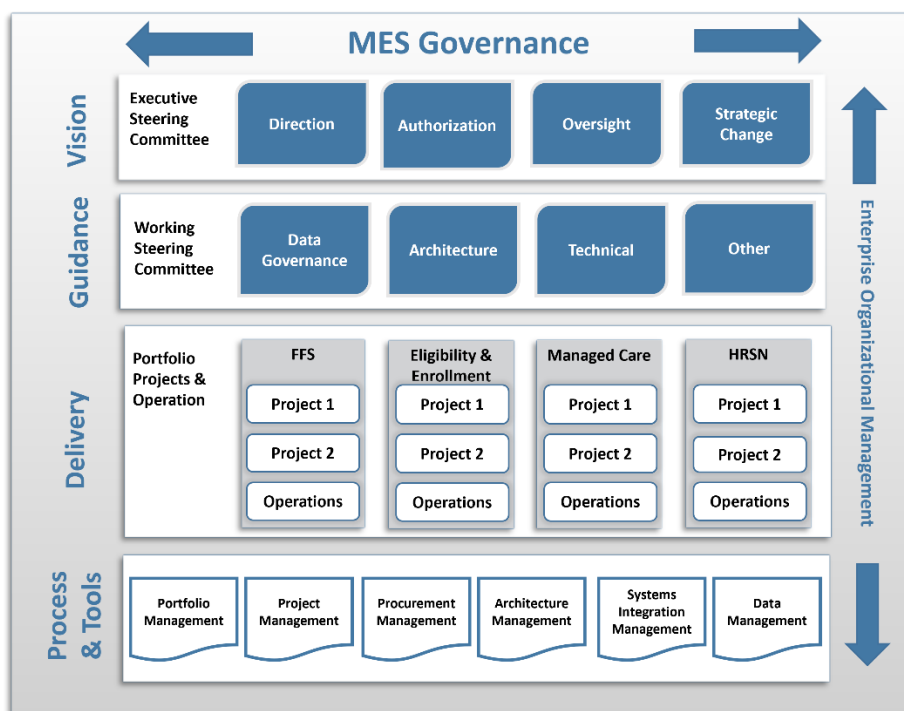 MES Governance
Vision
Executive
Steering
Committee
Direction
Authorization
Oversight
Strategic
Change
Guidance
Working
Steering
Committee
Data
Governance
Architecture
Technical
Other
Delivery
Portfolio
Projects &
Operation
FFS
Project 1
Project 2
Operations
Eligibility &
Enrollment
Project 1
Project 2
Operations
Managed Care
Project 1
Project 2
Operations
HRSN
Project 1
Project 2
Operations
Process
& Tools
Portfolio
Management
Project
Management
Procurement
Management
Architecture
Management
Systems
Integration
Management
Data
Management
Enterprise Organizational Management